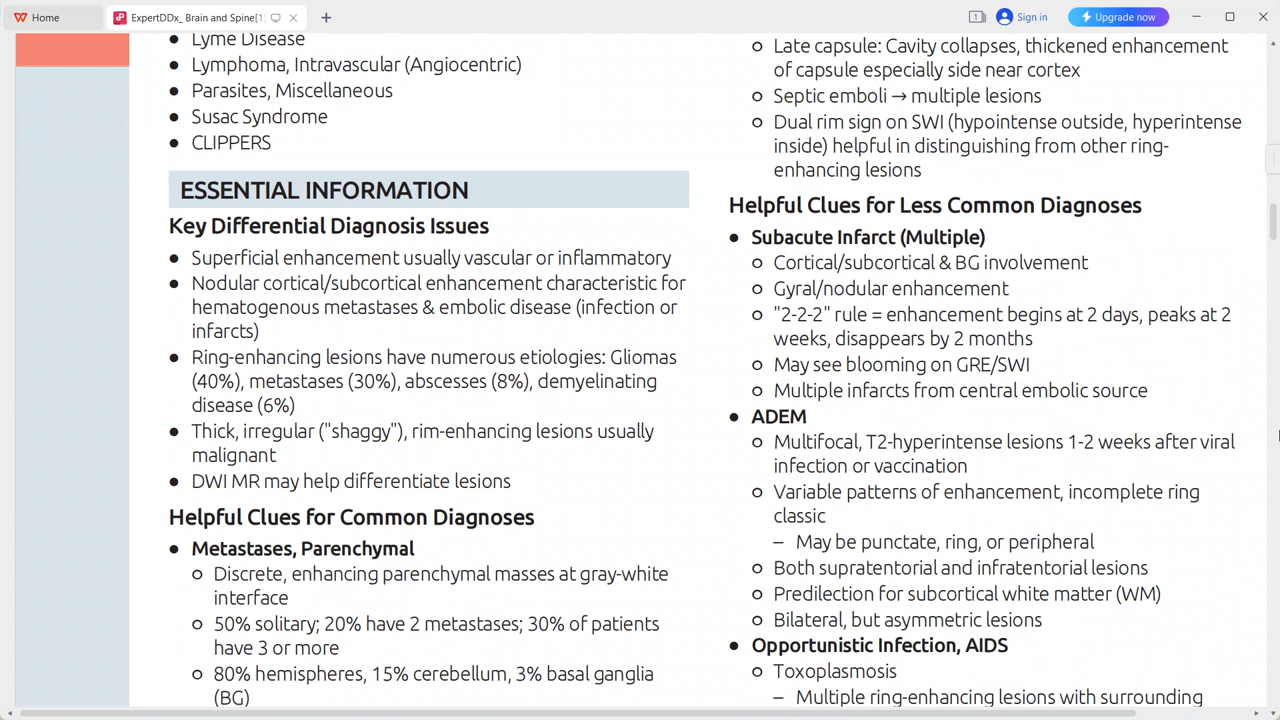 Home
ExpertDDx_ Brain and Spine[1]
1
Sign in
Upgrade now
Lyme Disease
Lymphoma, Intravascular (Angiocentric)
Parasites, Miscellaneous
Susac Syndrome
CLIPPERS
ESSENTIAL INFORMATION
Key Differential Diagnosis Issues
Superficial enhancement usually vascular or inflammatory
Nodular cortical/subcortical enhancement characteristic for
hematogenous metastases & embolic disease (infection or
infarcts)
Ring-enhancing lesions have numerous etiologies: Gliomas
(40%), metastases (30%), abscesses (8%), demyelinating
disease (6%)
Thick, irregular ("shaggy"), rim-enhancing lesions usually
malignant
DWI MR may help differentiate lesions
Helpful Clues for Common Diagnoses
Metastases, Parenchymal
Discrete, enhancing parenchymal masses at gray-white
interface
50% solitary; 20% have 2 metastases; 30% of patients
have 3 or more
80% hemispheres, 15% cerebellum, 3% basal ganglia
(BG)
Late capsule: Cavity collapses, thickened enhancement
of capsule especially side near cortex
Septic emboli → multiple lesions
Dual rim sign on SWI (hypointense outside, hyperintense
inside) helpful in distinguishing from other ring-
enhancing lesions
Helpful Clues for Less Common Diagnoses
Subacute Infarct (Multiple)
Cortical/subcortical & BG involvement
Gyral/nodular enhancement
"2-2-2" rule = enhancement begins at 2 days, peaks at 2
weeks, disappears by 2 months
May see blooming on GRE/SWI
Multiple infarcts from central embolic source
ADEM
Multifocal, T2-hyperintense lesions 1-2 weeks after viral
infection or vaccination
Variable patterns of enhancement, incomplete ring
classic
– May be punctate, ring, or peripheral
Both supratentorial and infratentorial lesions
Predilection for subcortical white matter (WM)
Bilateral, but asymmetric lesions
Opportunistic Infection, AIDS
Toxoplasmosis
– Multiple ring-enhancing lesions with surrounding